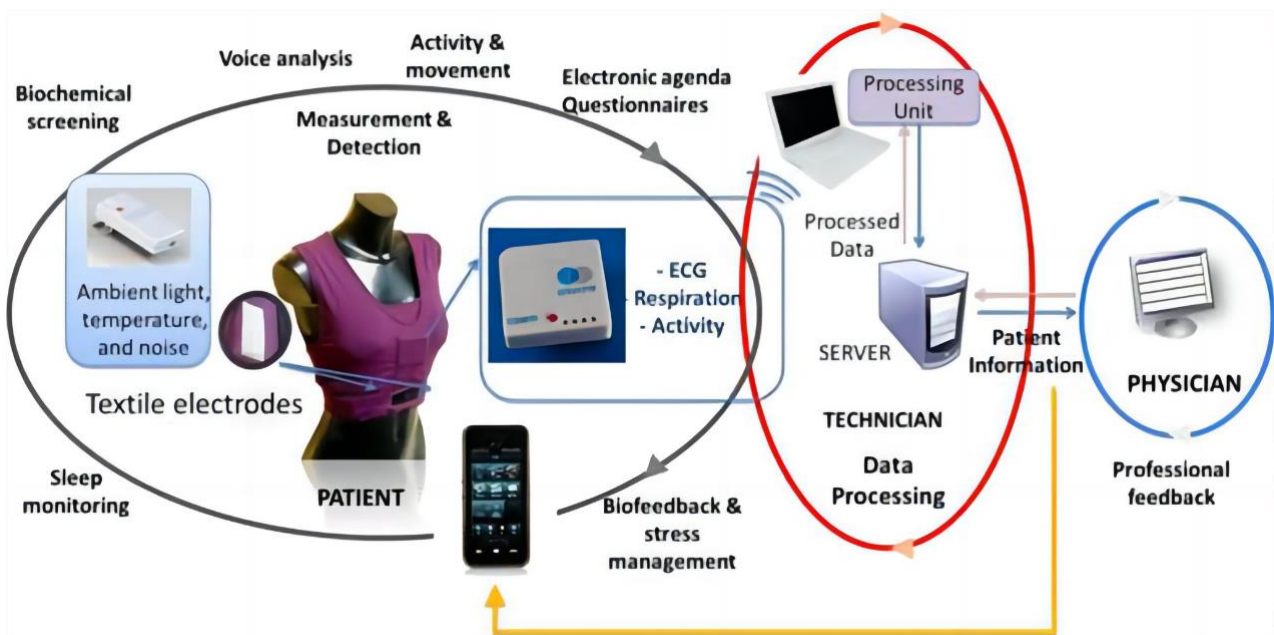 Voice analysis
Activity &
movement
Biochemical
screening
Electronic agenda
Questionnaires
Measurement &
Detection
Processing
Unit
Processed
Data
Ambient light,
temperature,
and noise
- ECG
- Respiration
- Activity
Textile electrodes
SERVER
Patient
Information
PHYSICIAN
TECHNICIAN
Data
Processing
Professional
feedback
Sleep
monitoring
PATIENT
Biofeedback &
stress
management